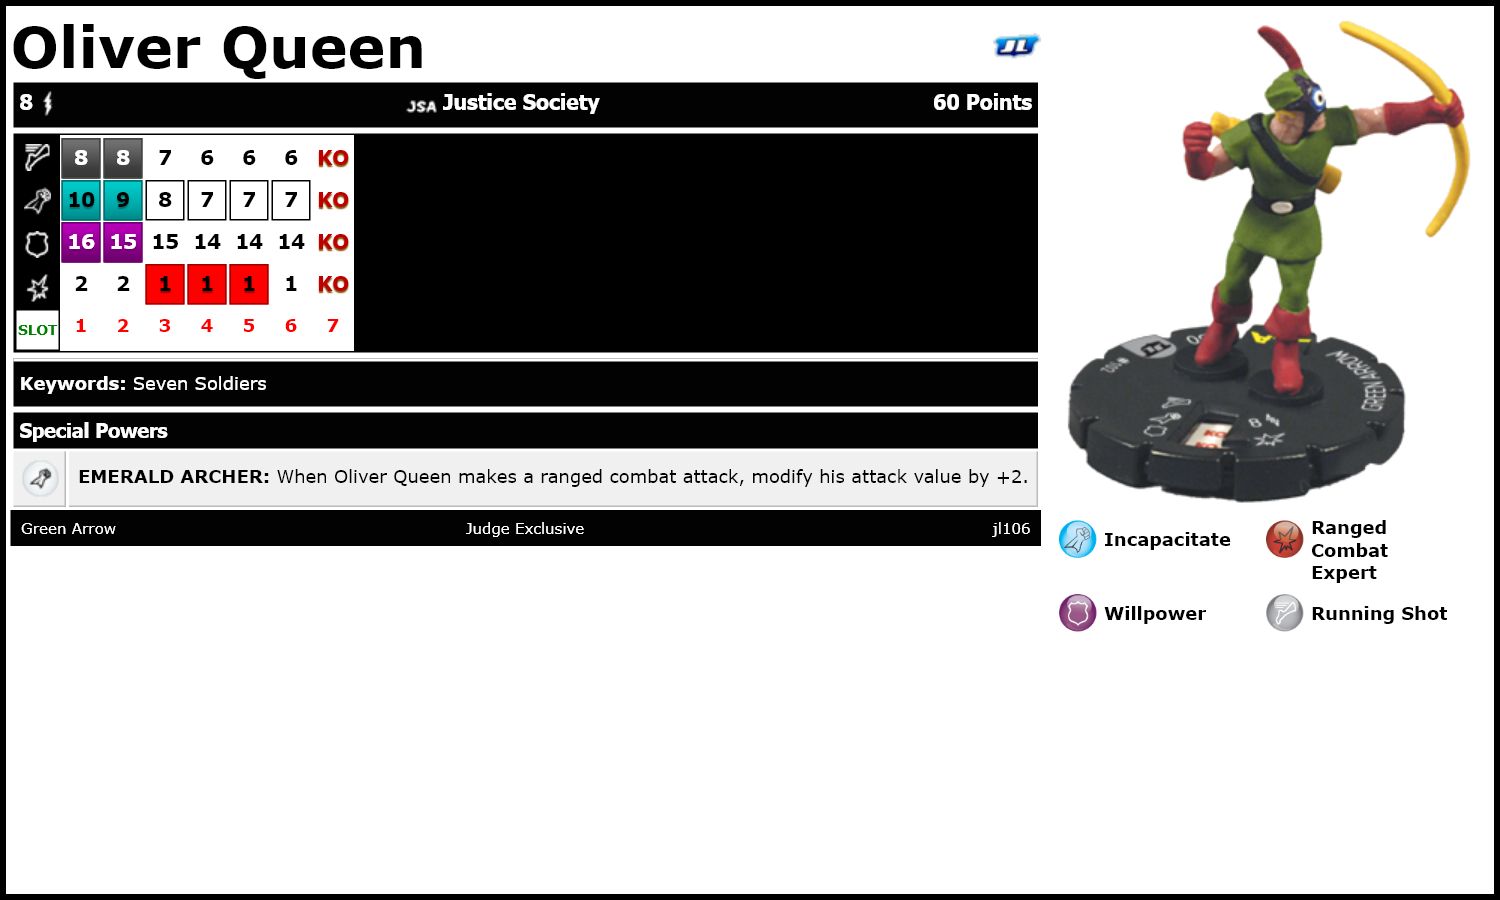 Oliver Queen
JL
8 JSA Justice Society 60 Points
8 8 7 6 6 6 KO
10 9 8 7 7 7 KO
16 15 15 14 14 14 KO
2 2 1 1 1 1 KO
SLOT 1 2 3 4 5 6 7
Keywords: Seven Soldiers
Special Powers
EMERALD ARCHER: When Oliver Queen makes a ranged combat attack, modify his attack value by +2.
Green Arrow Judge Exclusive jl106
GREEN ARROW
8
KO
Incapacitate
Ranged
Combat
Expert
Willpower
Running Shot